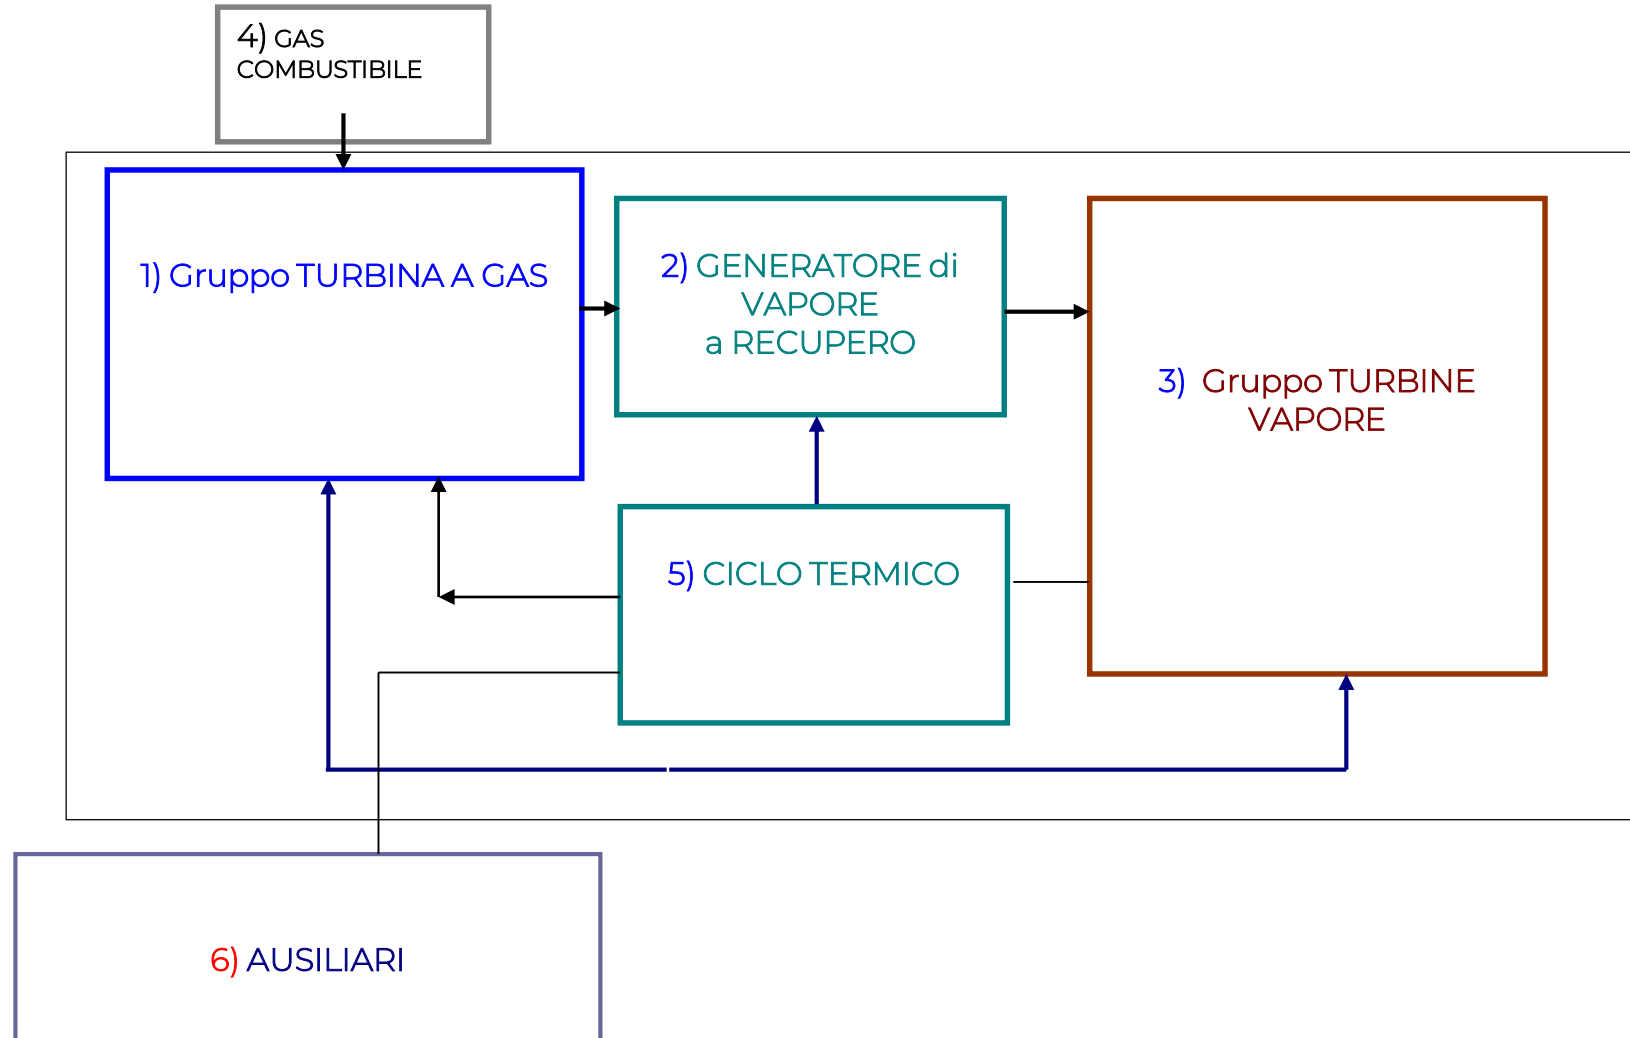 4) GAS
COMBUSTIBILE
1) Gruppo TURBINA A GAS
2) GENERATORE di
VAPORE
a RECUPERO
3) Gruppo TURBINE
VAPORE
5) CICLO TERMICO
6) AUSILIARI